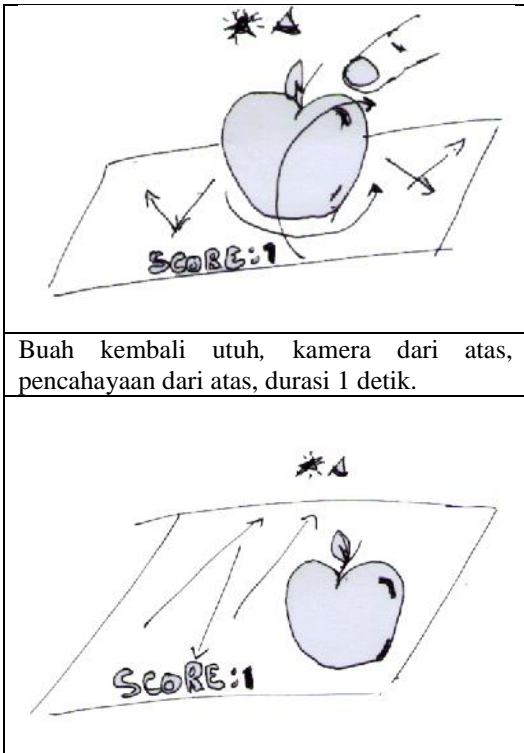 SCORE:1
Buah kembali utuh, kamera dari atas,
pencahayaan dari atas, durasi 1 detik.
SCORE:1